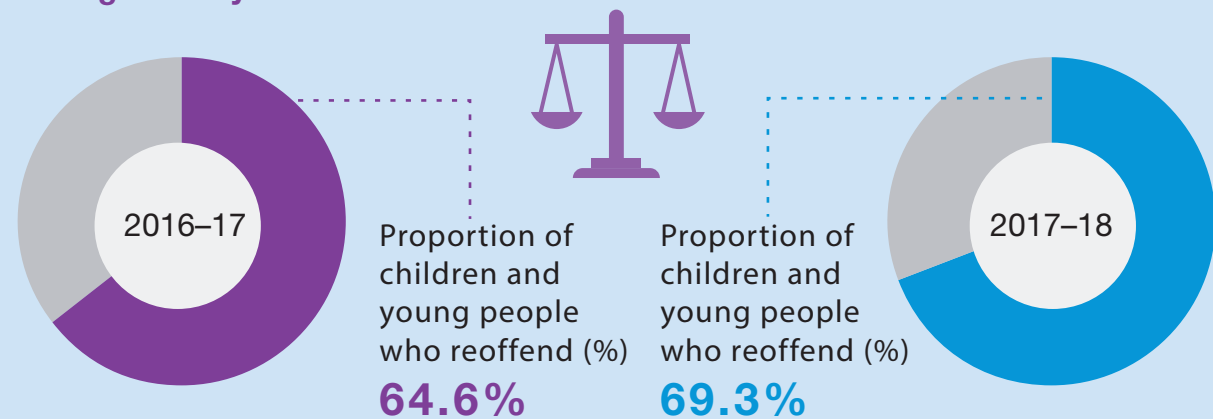 2016–17
Proportion of
children and
young people
who reoffend (%)
64.6%
Proportion of
children and
young people
who reoffend (%)
69.3%
2017–18